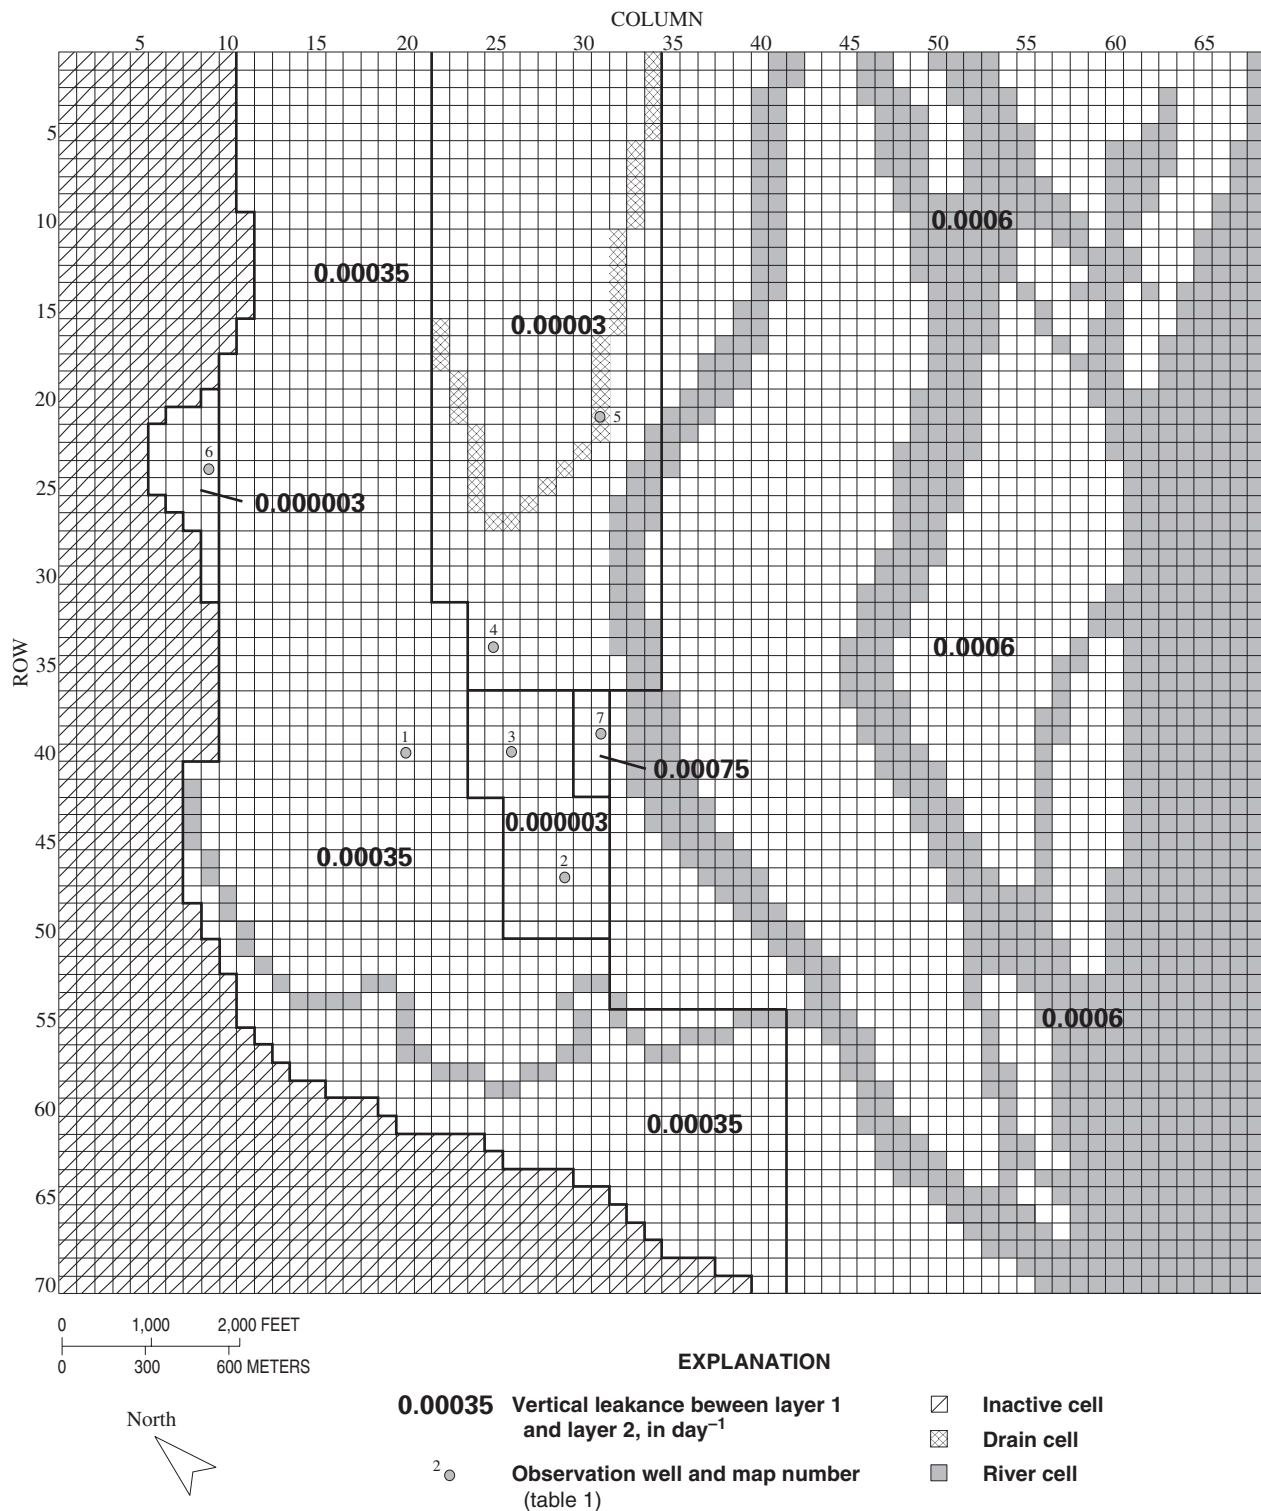 COLUMN
5 10 15 20 25 30 35 40 45 50 55 60 65
ROW
5
10
0.0006
0.00035
15
0.00003
20
5
6
25
0.000003
30
4
0.0006
35
7
1
3
40
0.00075
0.000003
45
0.00035
2
50
55
0.0006
60
0.00035
65
70
0 1,000 2,000 FEET
0 300 600 METERS
North
EXPLANATION
0.00035 Vertical leakance beween layer 1
and layer 2, in day–1
2 Observation well and map number
(table 1)
Inactive cell
Drain cell
River cell